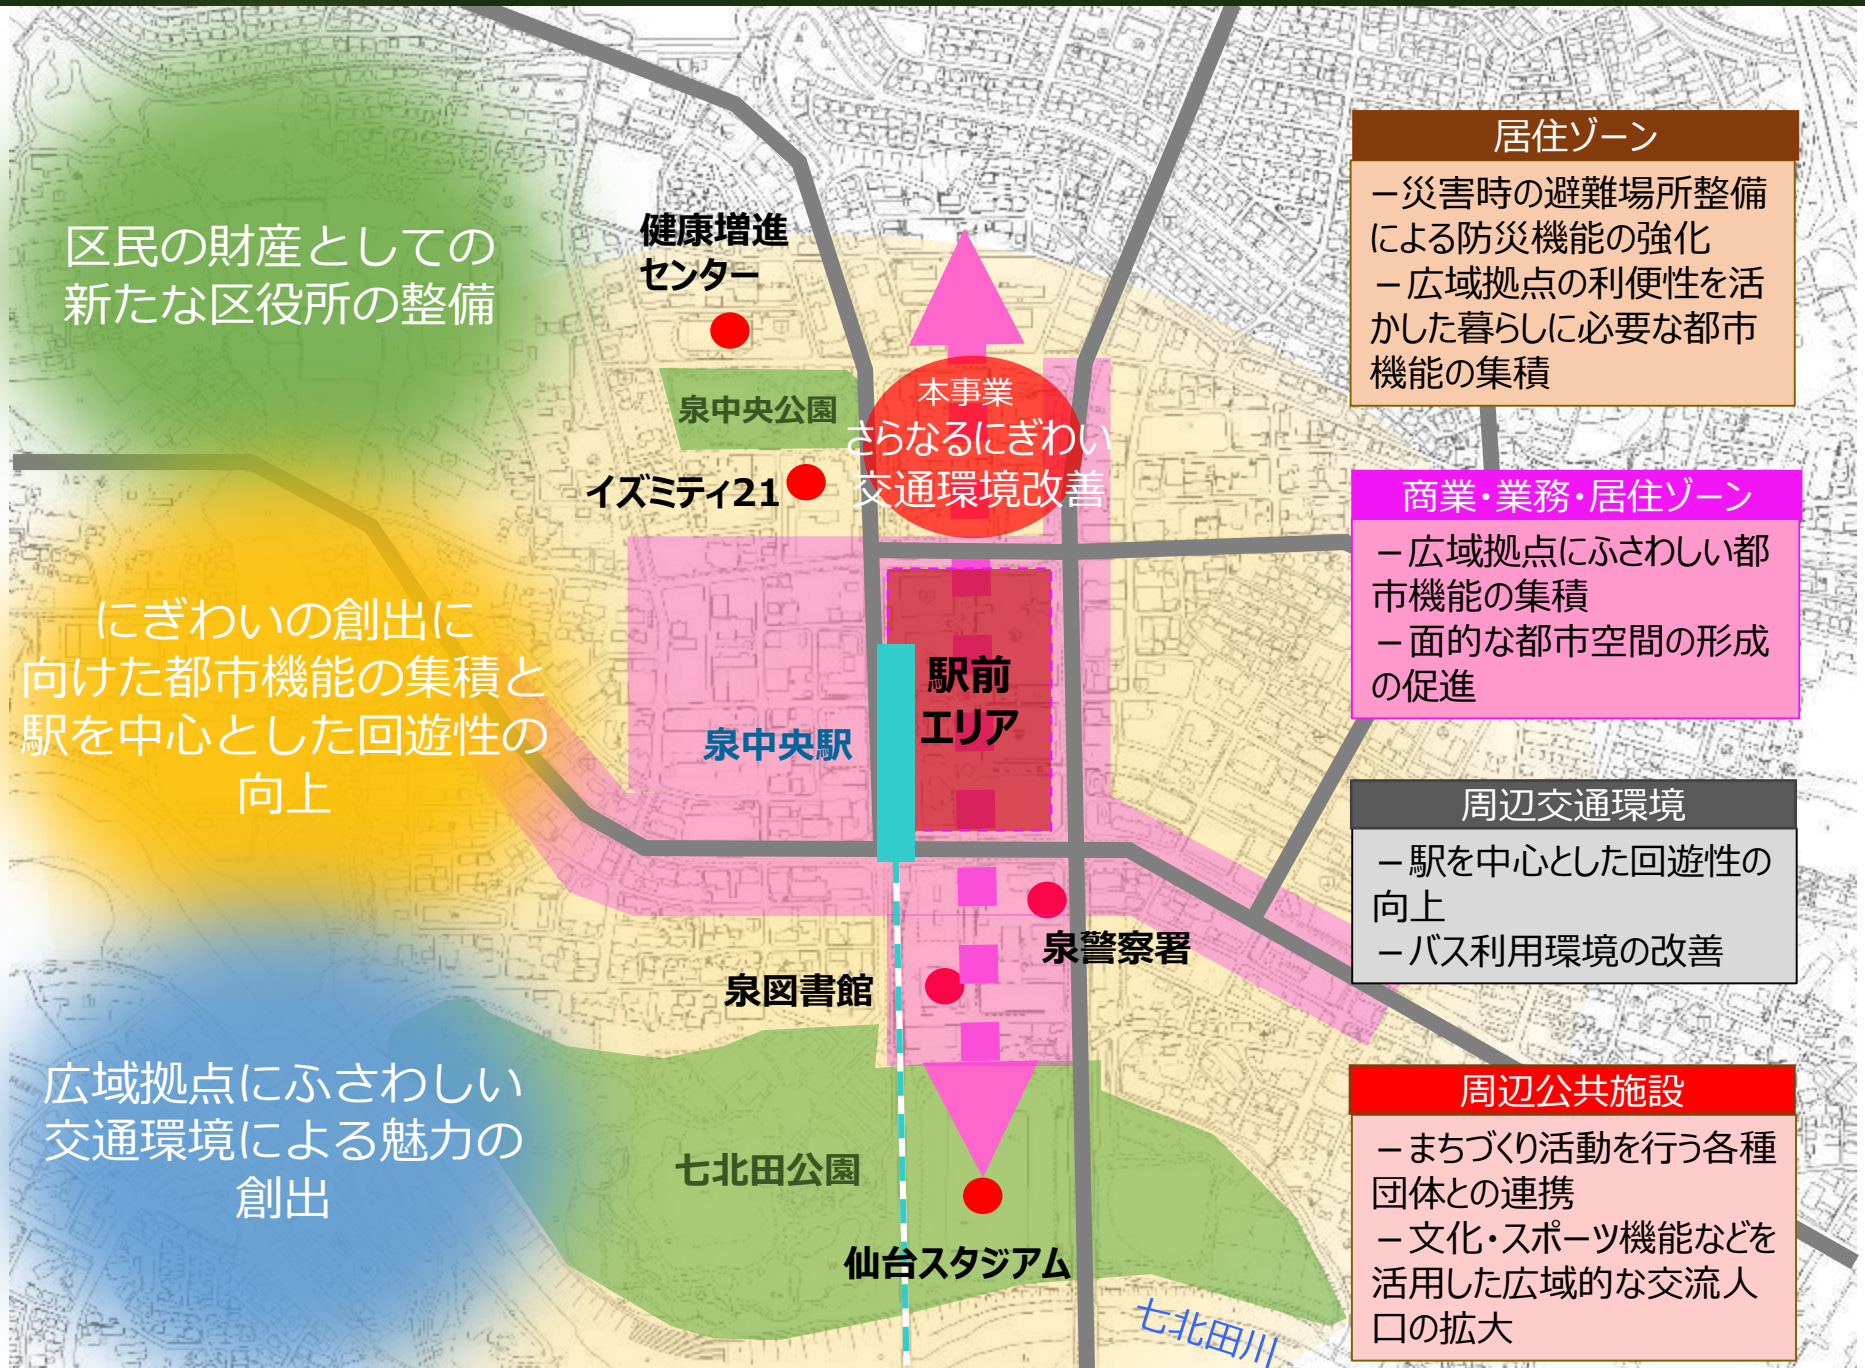 区民の財産としての
新たな区役所の整備
にぎわいの創出に
向けた都市機能の集積と
駅を中心とした回遊性の
向上
広域拠点にふさわしい
交通環境による魅力の
創出
健康増進
センター
泉中央公園
イズミティ21
本事業
さらなるにぎわい
交通環境改善
駅前
エリア
泉中央駅
泉警察署
泉図書館
七北田公園
仙台スタジアム
七北田川
居住ゾーン
－災害時の避難場所整備
による防災機能の強化
－広域拠点の利便性を活
かした暮らしに必要な都市
機能の集積
商業・業務・居住ゾーン
－広域拠点にふさわしい都
市機能の集積
－面的な都市空間の形成
の促進
周辺交通環境
－駅を中心とした回遊性の
向上
－バス利用環境の改善
周辺公共施設
－まちづくり活動を行う各種
団体との連携
－文化・スポーツ機能などを
活用した広域的な交流人
口の拡大